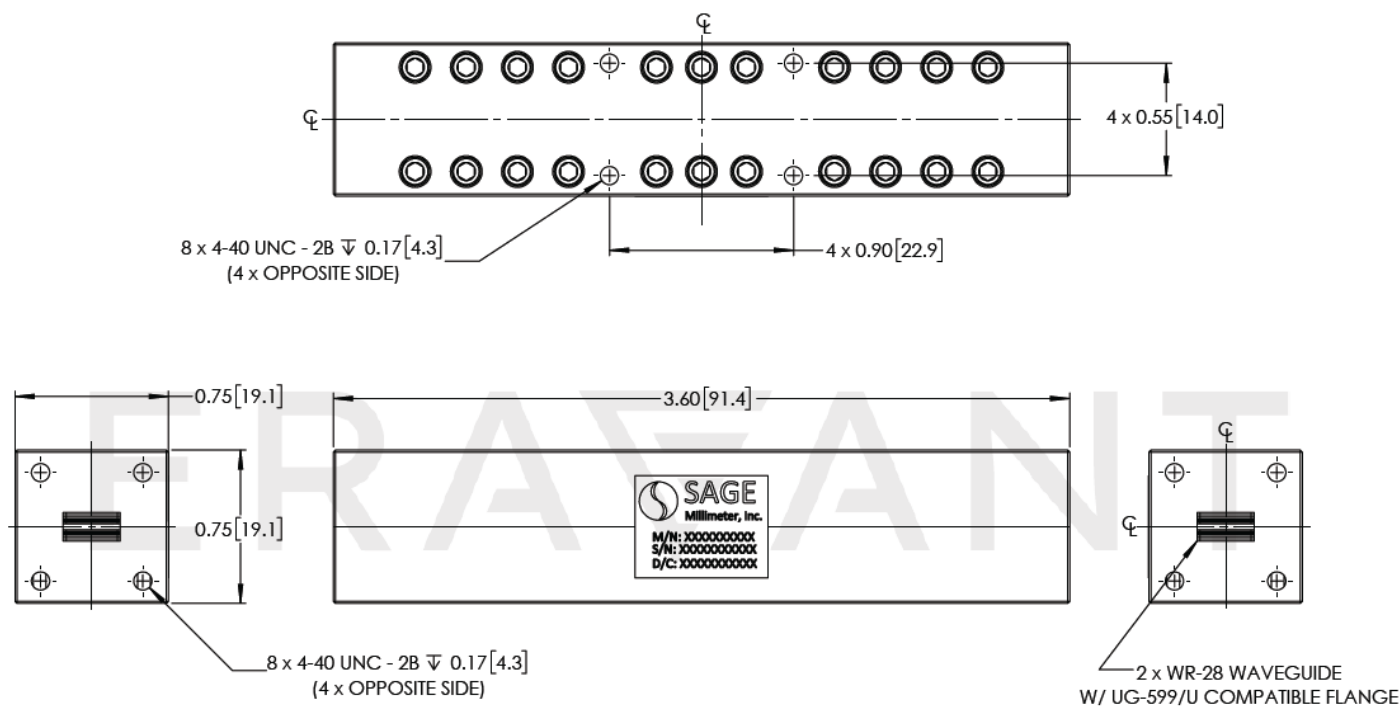 ℄
℄
4 x 0.55[14.0]
8 x 4-40 UNC - 2B ↧ 0.17[4.3]
(4 x OPPOSITE SIDE)
4 x 0.90[22.9]
ERAVANT
0.75[19.1]
3.60[91.4]
℄
SAGE
Millimeter, Inc.
0.75[19.1]
℄
M/N: XXXXXXXXXX
S/N: XXXXXXXXXXX
D/C: XXXXXXXXXXX
8 x 4-40 UNC - 2B ↧ 0.17[4.3]
(4 x OPPOSITE SIDE)
2 x WR-28 WAVEGUIDE
W/ UG-599/U COMPATIBLE FLANGE